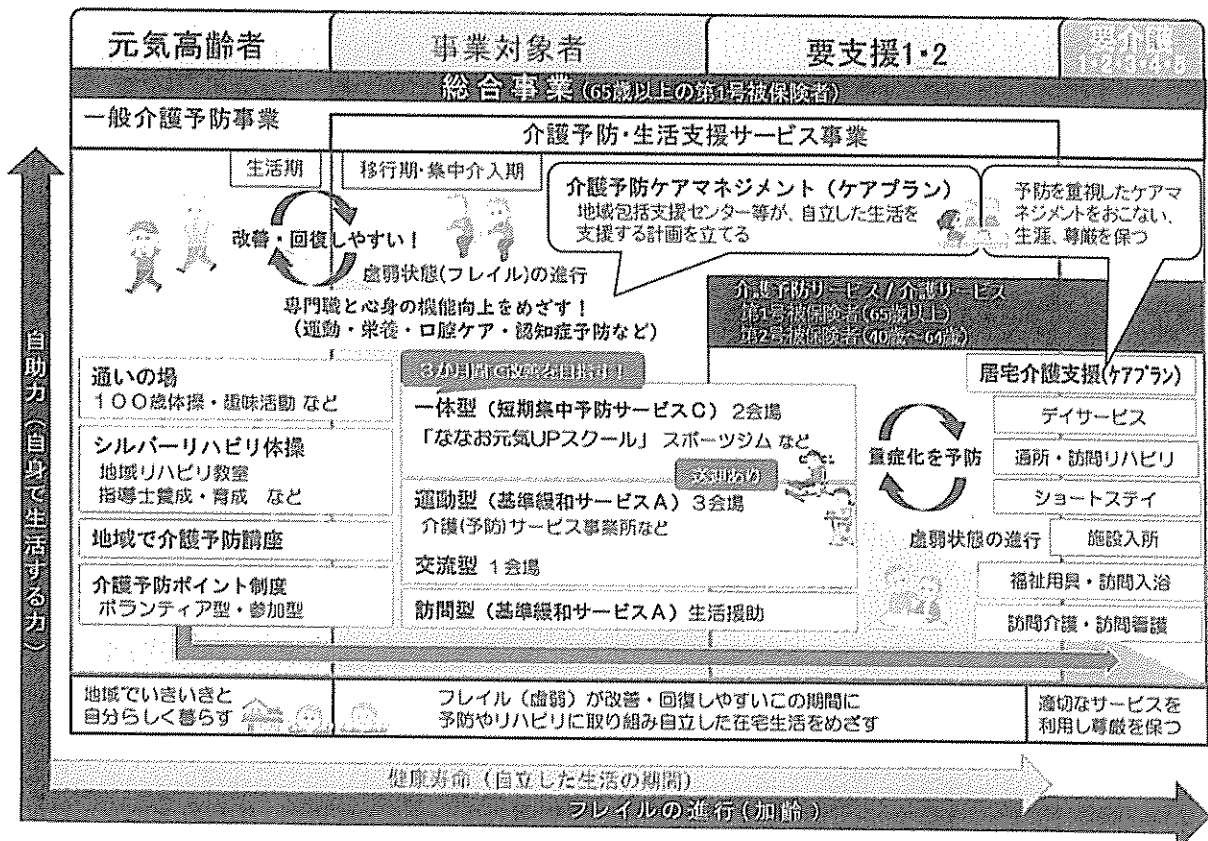 元気高齢者
事業対象者
要支援1・2
要介護
1・2・3・4・5
総合事業(65歳以上の第1号被保険者)
一般介護予防事業
介護予防・生活支援サービス事業
生活期
移行期・集中介入期
改善・回復しやすい！
虚弱状態(フレイル)の進行
専門職と心身の機能向上をめざす！
(運動・栄養・口腔ケア・認知症予防など)
介護予防ケアマネジメント（ケアプラン）
地域包括支援センター等が、自立した生活を
支援する計画を立てる
予防を重視したケアマ
ネジメントをおこない、
生涯、尊厳を保つ
介護予防サービス/介護サービス
第1号被保険者(65歳以上)
第2号被保険者(40歳～64歳)
自助力（自身で生活する力）
通いの場
１００歳体操・趣味活動 など
シルバーリハビリ体操
地域リハビリ教室
指導士養成・育成 など
地域で介護予防講座
介護予防ポイント制度
ボランティア型・参加型
３か月間で
一体型（短期集中予防サービスC）2会場
「ななお元気UPスクール」 スポーツジム など
送迎あり
運動型（基準緩和サービスA）3会場
介護(予防)サービス事業所など
交流型 1会場
訪問型（基準緩和サービスA）生活援助
重症化を予防
虚弱状態の進行
居宅介護支援(ケアプラン)
デイサービス
通所・訪問リハビリ
ショートステイ
施設入所
福祉用具・訪問入浴
訪問介護・訪問看護
地域でいきいきと
自分らしく暮らす
フレイル（虚弱）が改善・回復しやすいこの期間に
予防やリハビリに取り組み自立した在宅生活をめざす
適切なサービスを
利用し尊厳を保つ
健康寿命（自立した生活の期間）
フレイルの進行(加齢)